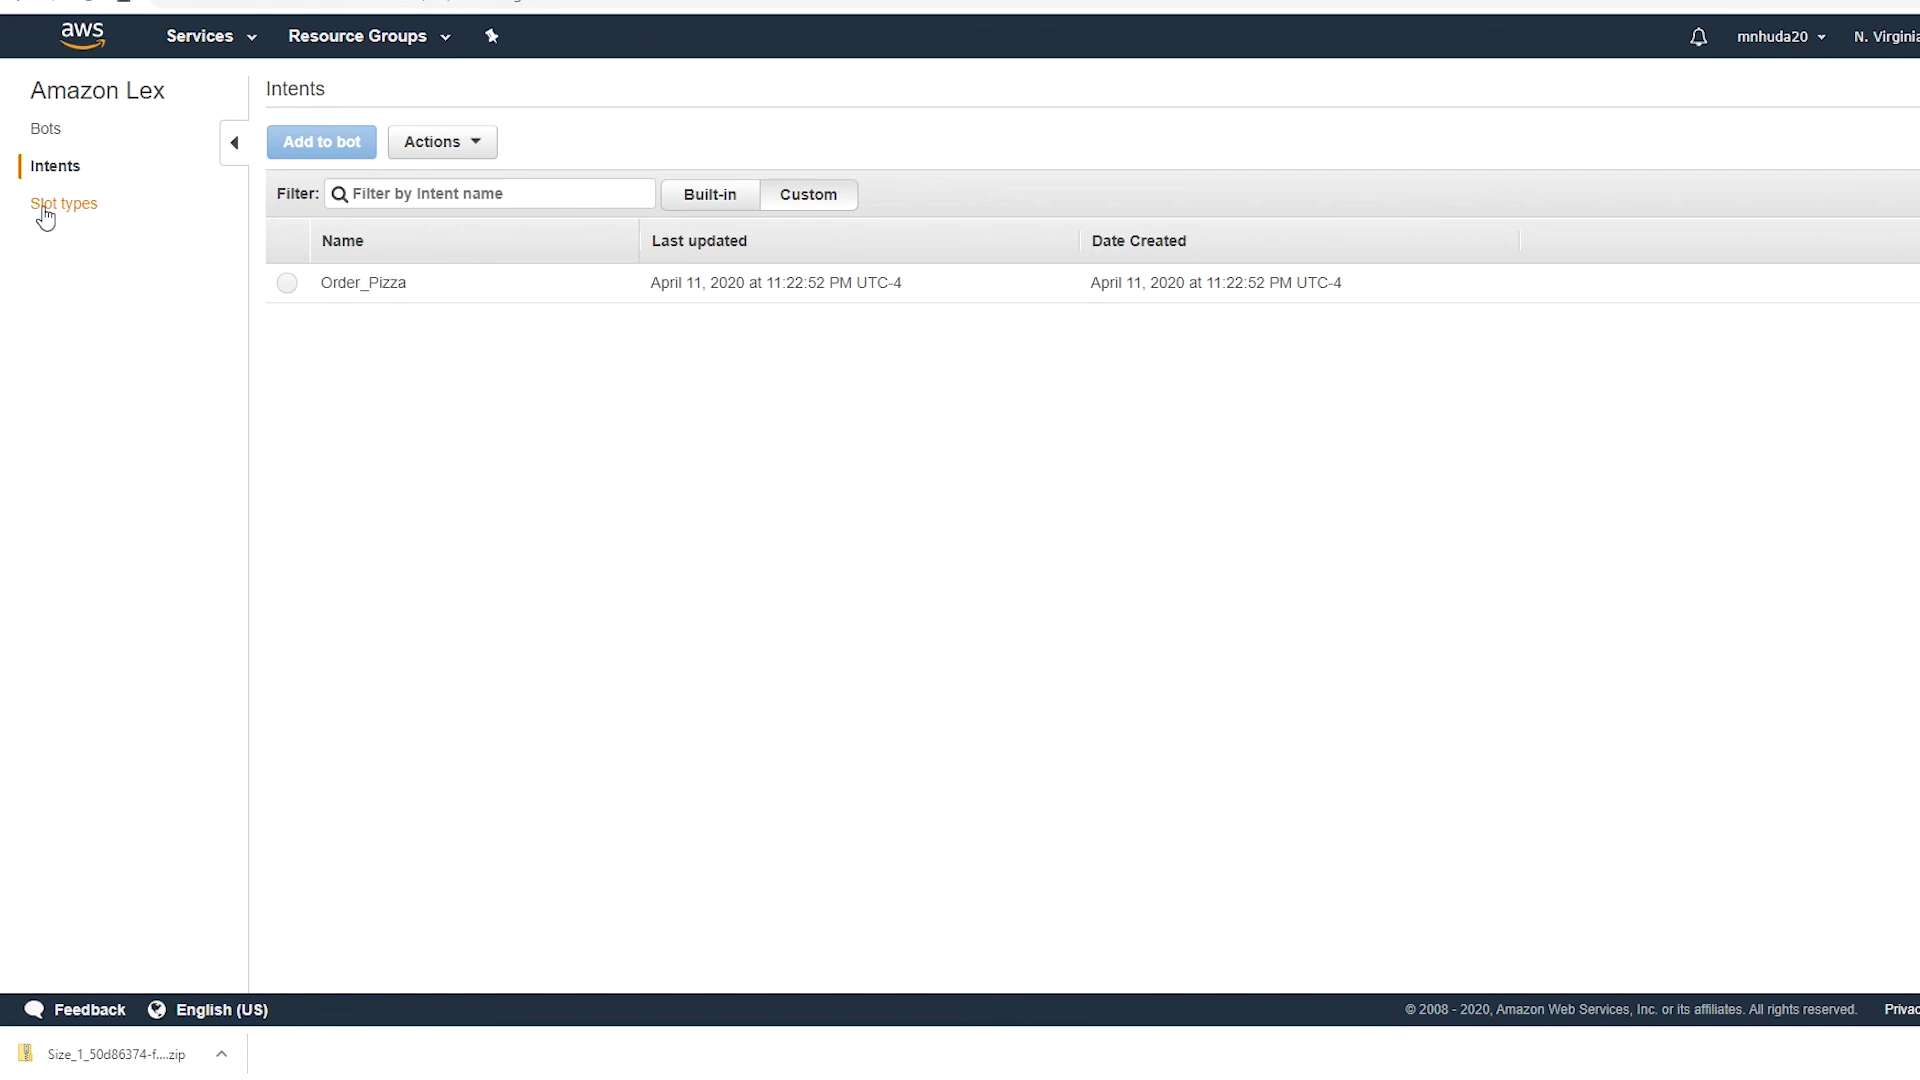 aws
Services
Resource Groups
mnhuda20
N. Virginia
Amazon Lex
Bots
Intents
Slot types
Intents
Add to bot
Actions
Filter:
Filter by Intent name
Built-in
Custom
Name
Last updated
Date Created
Order_Pizza
April 11, 2020 at 11:22:52 PM UTC-4
April 11, 2020 at 11:22:52 PM UTC-4
Feedback
English (US)
© 2008 - 2020, Amazon Web Services, Inc. or its affiliates. All rights reserved.
Privac
Size_1_50d86374-f....zip